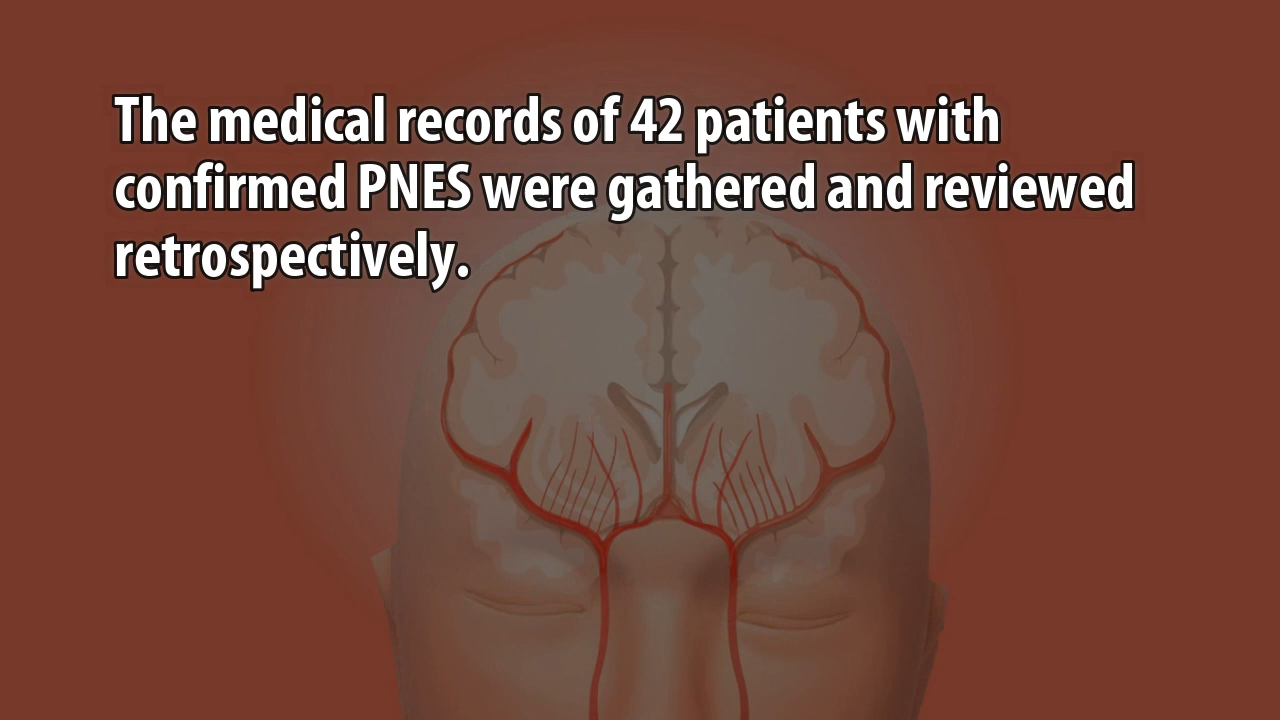 The medical records of 42 patients with
confirmed PNES were gathered and reviewed
retrospectively.